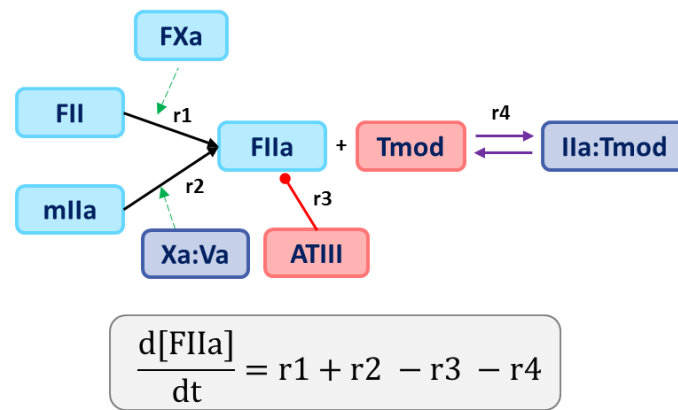 FXa
FII
r1
r4
FIIa + Tmod IIa:Tmod
mIIa
r2
r3
Xa:Va
ATIII
d[FIIa]
dt
= r1 + r2 − r3 − r4